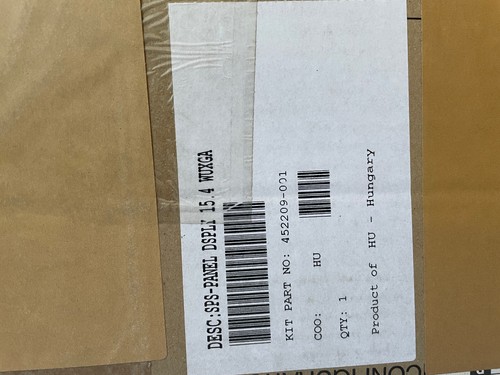 DESC:SPS-PANEL DSPLY 15.4 WUXGA
KIT PART NO: 452209-001
COO: HU
QTY: 1
Product of HU - Hungary